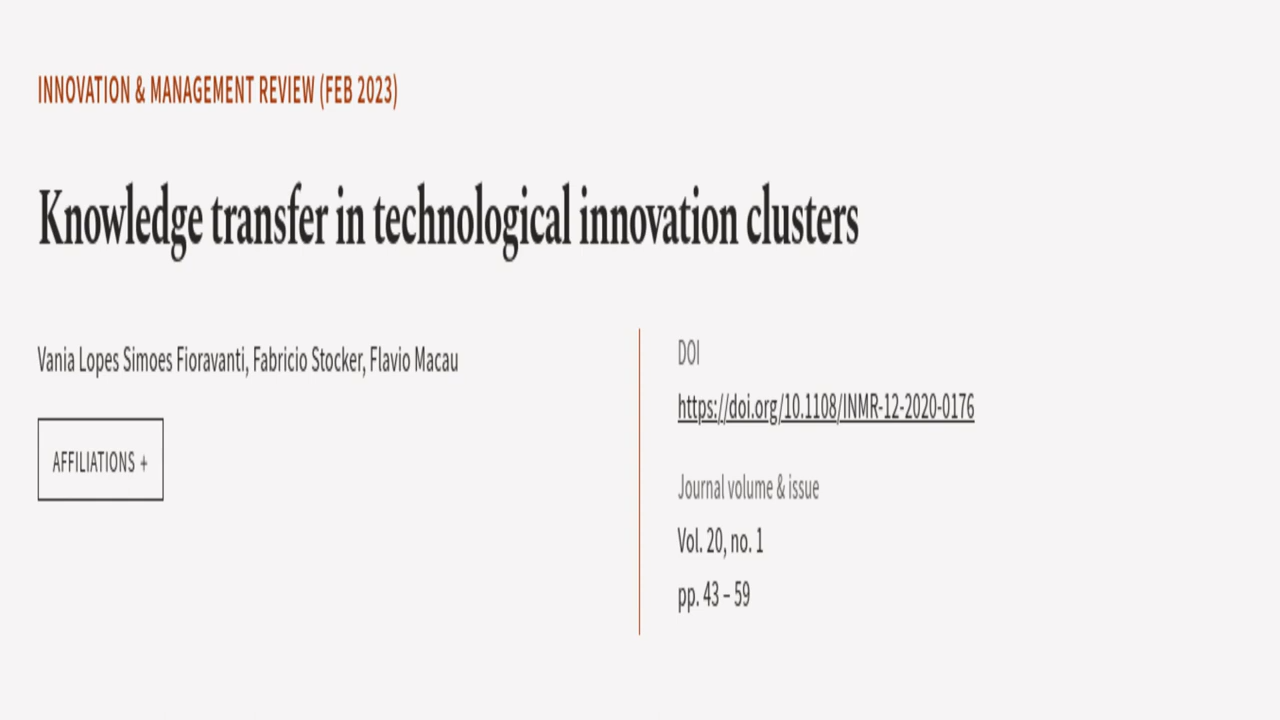 INNOVATION & MANAGEMENT REVIEW (FEB 2023)
Knowledge transfer in technological innovation clusters
Vania Lopes Simoes Fioravanti, Fabricio Stocker, Flavio Macau
AFFILIATIONS +
DOI
https://doi.org/10.1108/INMR-12-2020-0176
Journal volume & issue
Vol. 20, no. 1
pp. 43 – 59